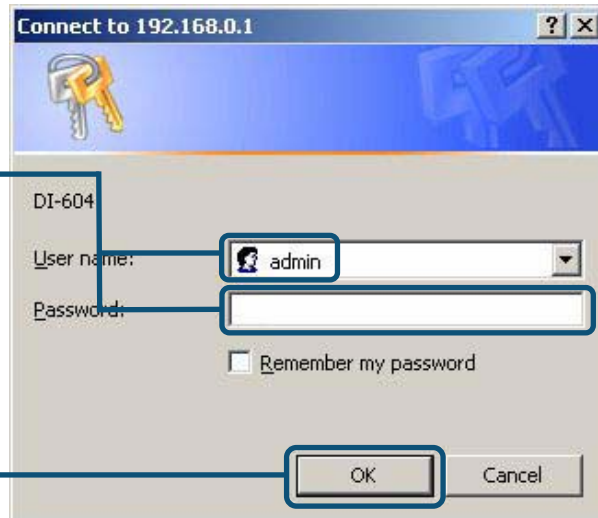 Connect to 192.168.0.1
DI-604
User name:
admin
Password:
Remember my password
OK Cancel